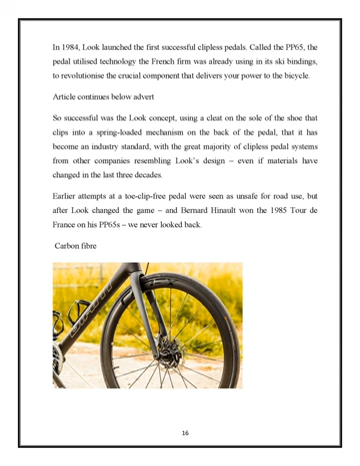 In 1984, Look launched the first successful clipless pedals. Called the PP65, the
pedal utilised technology the French firm was already using in its ski bindings,
to revolutionise the crucial component that delivers your power to the bicycle.
Article continues below advert
So successful was the Look concept, using a cleat on the sole of the shoe that
clips into a spring-loaded mechanism on the back of the pedal, that it has
become an industry standard, with the great majority of clipless pedal systems
from other companies resembling Look's design – even if materials have
changed in the last three decades.
Earlier attempts at a toe-clip-free pedal were seen as unsafe for road use, but
after Look changed the game – and Bernard Hinault won the 1985 Tour de
France on his PP65s – we never looked back.
Carbon fibre
16